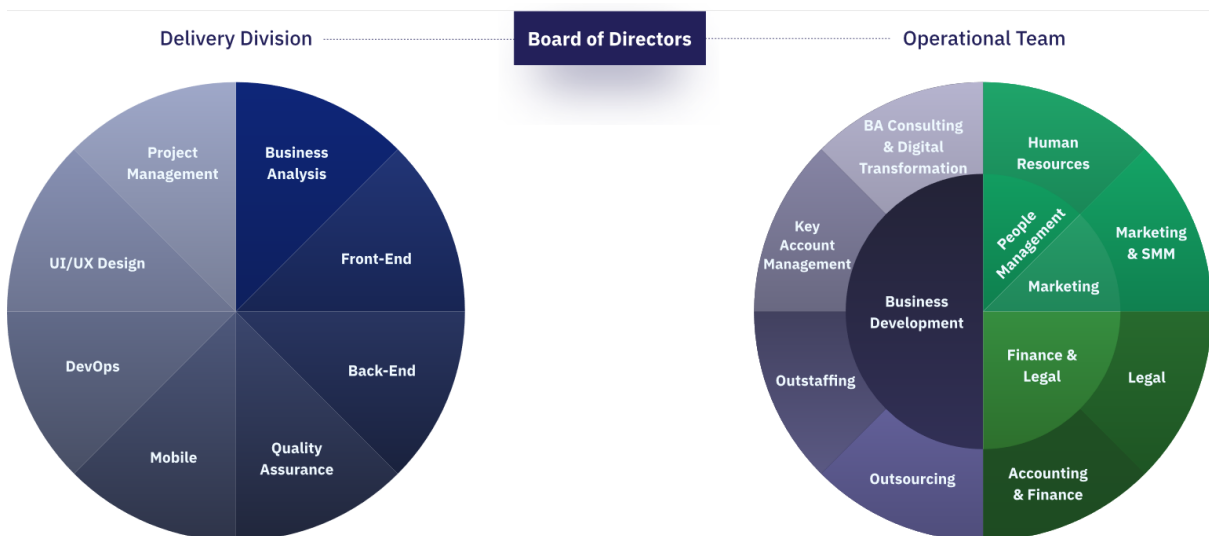 Delivery Division
Board of Directors
Operational Team
Project
Management
Business
Analysis
UI/UX Design
Front-End
DevOps
Back-End
Mobile
Quality
Assurance
BA Consulting
& Digital
Transformation
Human
Resources
Key
Account
Management
People
Management
Marketing
& SMM
Marketing
Business
Development
Finance &
Legal
Outstaffing
Legal
Outsourcing
Accounting
& Finance